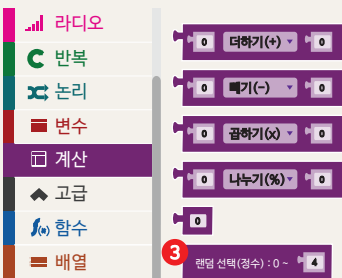 라디오
반복
논리
변수
계산
고급
함수
배열
0 더하기(+) 0
0 빼기(-) 0
0 곱하기(x) 0
0 나누기(%) 0
0
3
랜덤 선택(정수) : 0 ~ 4